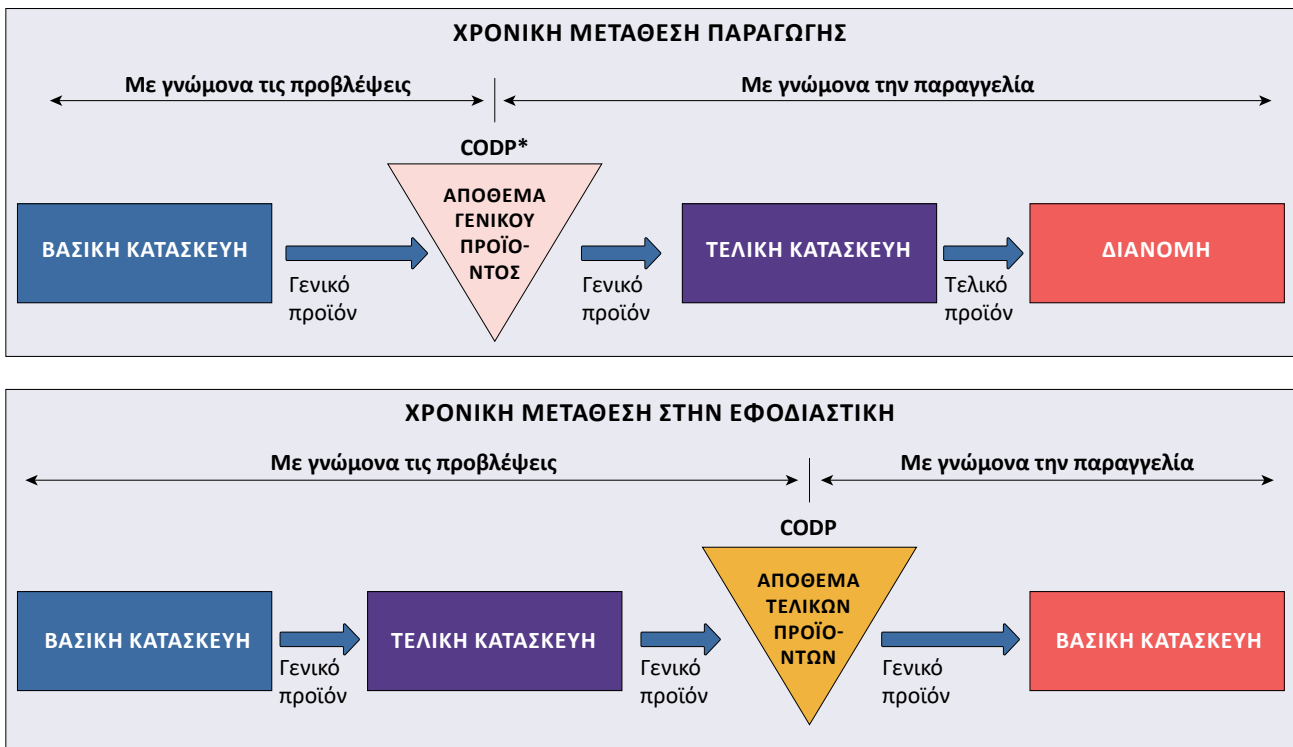 ΧΡΟΝΙΚΗ ΜΕΤΑΘΕΣΗ ΠΑΡΑΓΩΓΗΣ
Με γνώμονα τις προβλέψεις
Με γνώμονα την παραγγελία
CODP*
ΒΑΣΙΚΗ ΚΑΤΑΣΚΕΥΗ
Γενικό
προϊόν
ΑΠΟΘΕΜΑ
ΓΕΝΙΚΟΥ
ΠΡΟΪΟ-
ΝΤΟΣ
Γενικό
προϊόν
ΤΕΛΙΚΗ ΚΑΤΑΣΚΕΥΗ
Τελικό
προϊόν
ΔΙΑΝΟΜΗ
ΧΡΟΝΙΚΗ ΜΕΤΑΘΕΣΗ ΣΤΗΝ ΕΦΟΔΙΑΣΤΙΚΗ
Με γνώμονα τις προβλέψεις
Με γνώμονα την παραγγελία
CODP
ΒΑΣΙΚΗ ΚΑΤΑΣΚΕΥΗ
Γενικό
προϊόν
ΤΕΛΙΚΗ ΚΑΤΑΣΚΕΥΗ
Γενικό
προϊόν
ΑΠΟΘΕΜΑ
ΤΕΛΙΚΩΝ
ΠΡΟΪΟ-
ΝΤΩΝ
Γενικό
προϊόν
ΒΑΣΙΚΗ ΚΑΤΑΣΚΕΥΗ